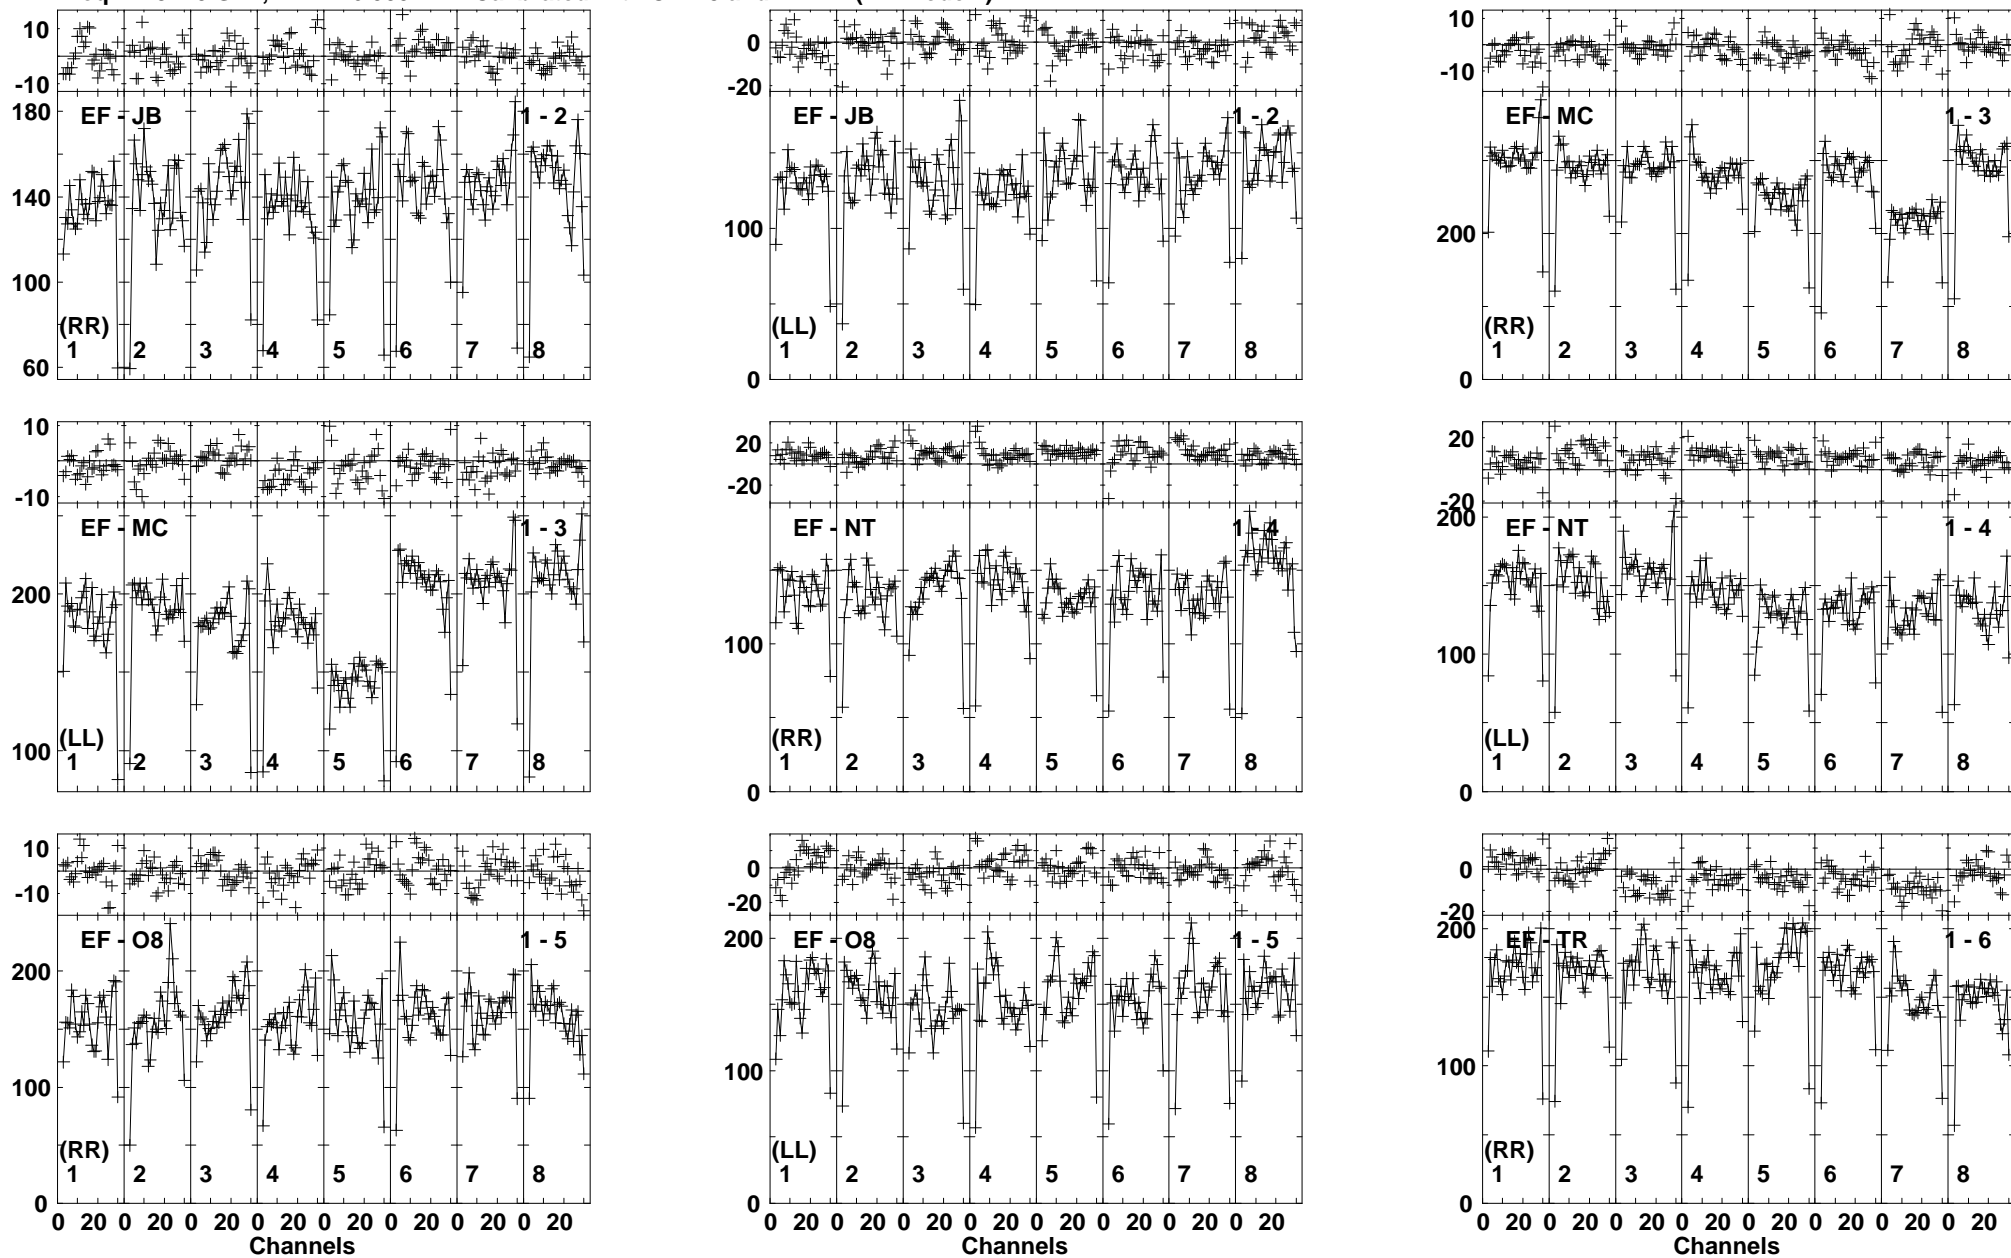 10 0 -10 180 140 100 60 EF - JB 1 - 2 (RR) 1 2 3 4 5 6 7 8
0 -20 100 0 EF - JB 1 - 2 (LL) 1 2 3 4 5 6 7 8
10 -10 200 0 EF - MC 1 - 3 (RR) 1 2 3 4 5 6 7 8
10 -10 200 100 EF - MC 1 - 3 (LL) 1 2 3 4 5 6 7 8
20 -20 100 0 EF - NT 1 - 4 (RR) 1 2 3 4 5 6 7 8
20 -20 200 100 0 EF - NT 1 - 4 (LL) 1 2 3 4 5 6 7 8
10 -10 200 100 0 EF - O8 1 - 5 (RR) 1 2 3 4 5 6 7 8
0 -20 200 100 0 EF - O8 1 - 5 (LL) 1 2 3 4 5 6 7 8
0 -20 200 100 0 EF - TR 1 - 6 (RR) 1 2 3 4 5 6 7 8
0 20 0 20 0 20 0 20 0 20 0 20 0 20 0 20
Channels
0 20 0 20 0 20 0 20 0 20 0 20 0 20 0 20
Channels
0 20 0 20 0 20 0 20 0 20 0 20 0 20 0 20
Channels